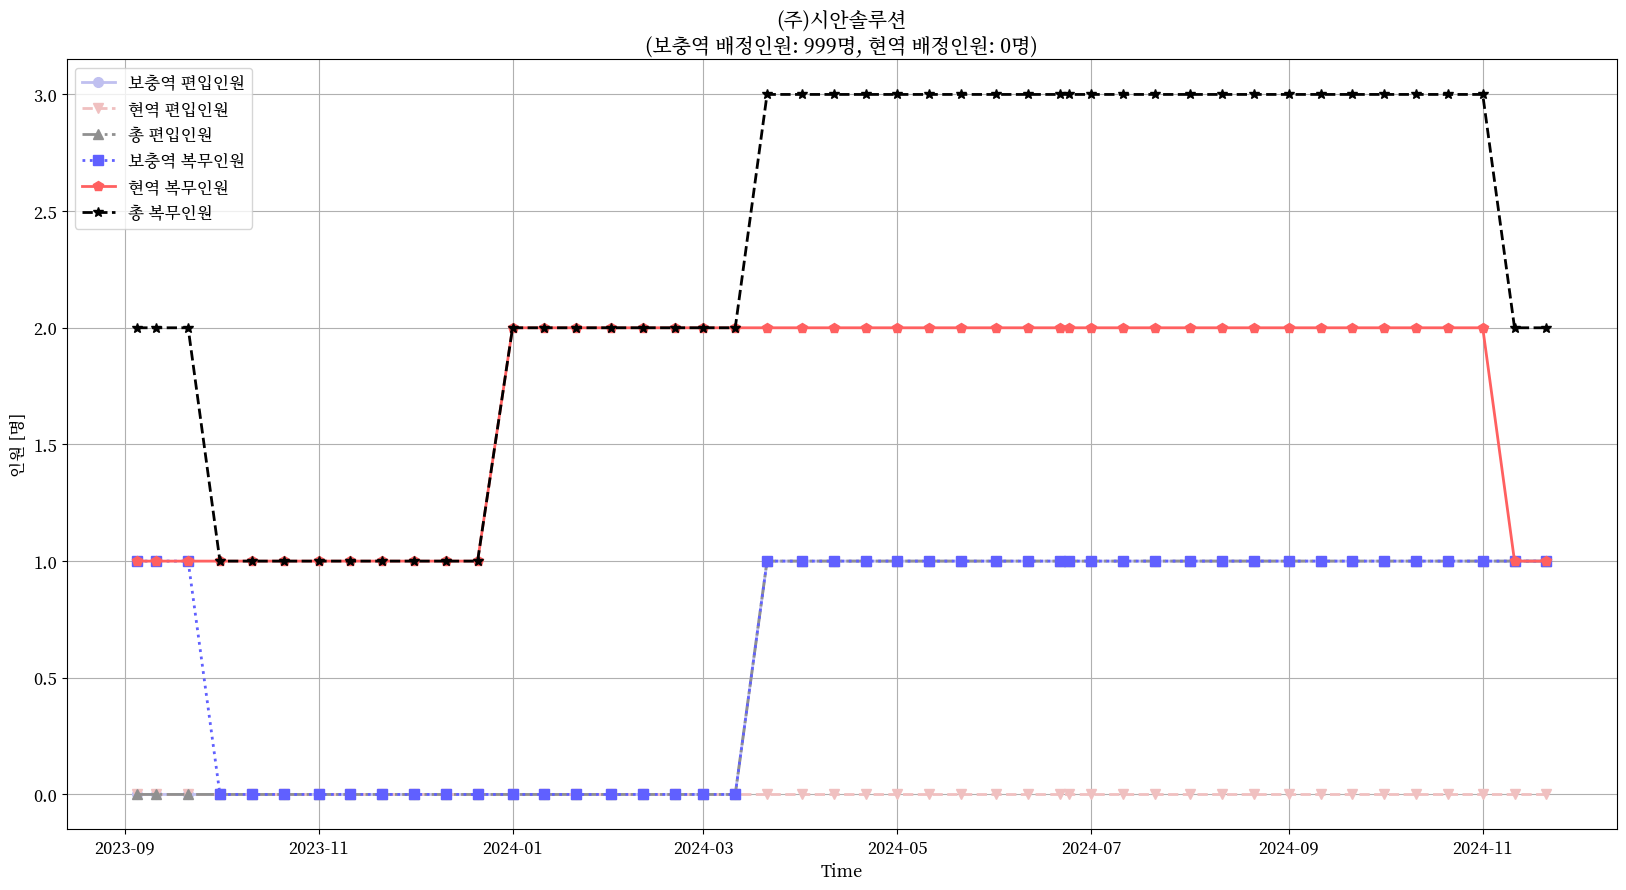 (주)시안솔루션
(보충역 배정인원: 999명, 현역 배정인원: 0명)
보충역 편입인원
현역 편입인원
총 편입인원
보충역 복무인원
현역 복무인원
총 복무인원
3.0
2.5
2.0
1.5
1.0
0.5
0.0
인원 [명]
2023-09 2023-11 2024-01 2024-03 2024-05 2024-07 2024-09 2024-11
Time